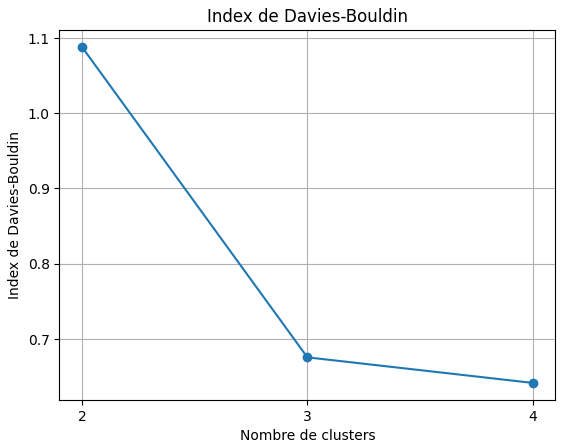 Index de Davies-Bouldin
Index de Davies-Bouldin
1.1
1.0
0.9
0.8
0.7
2
3
4
Nombre de clusters